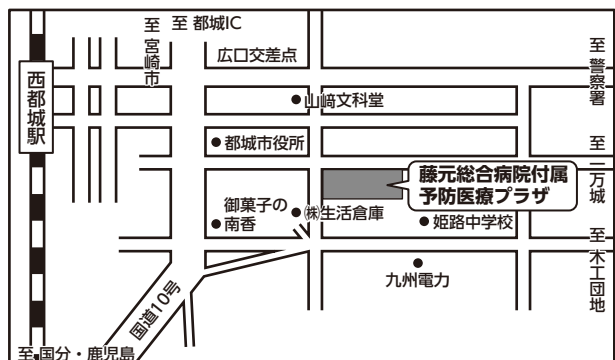 至 都城IC
至 宮崎市
広口交差点
至 警察署
西都城駅
山﨑文科堂
都城市役所
至 一万城
藤元総合病院付属
予防医療プラザ
御菓子の
南香
㈱生活倉庫
姫路中学校
至 木工団地
九州電力
国道10号
至 国分・鹿児島